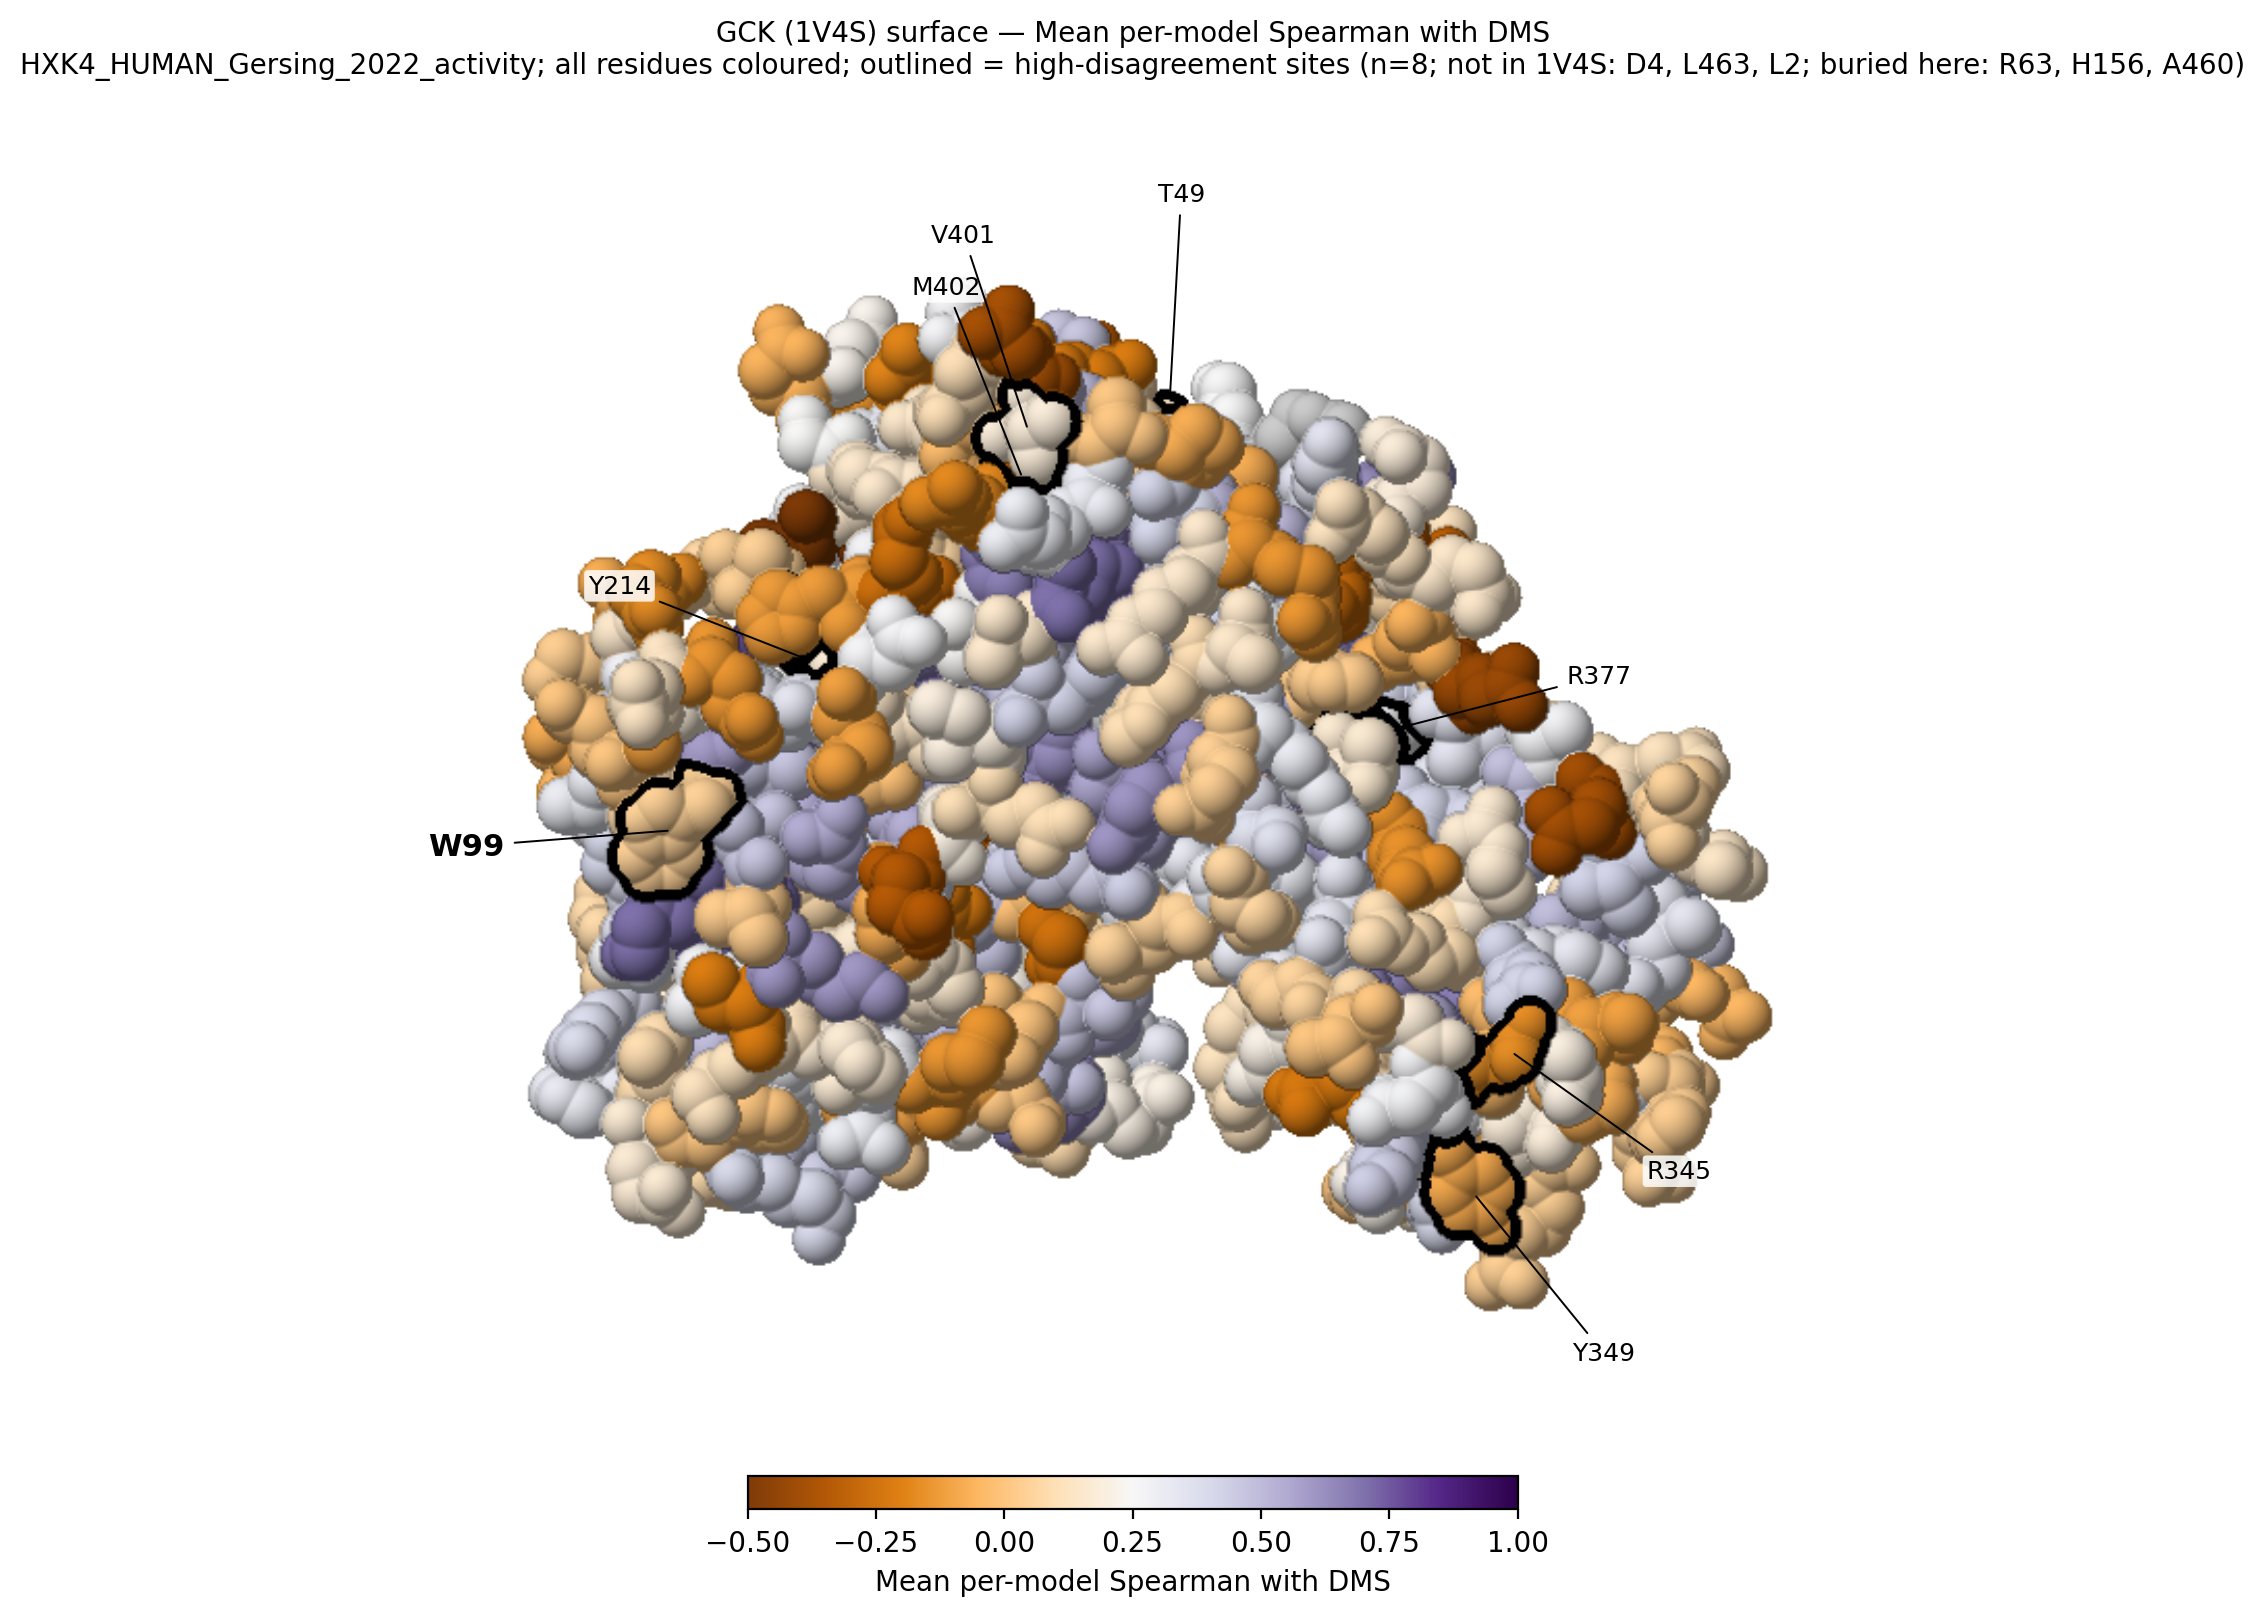 GCK (1V4S) surface — Mean per-model Spearman with DMS
HXK4_HUMAN_Gersing_2022_activity; all residues coloured; outlined = high-disagreement sites (n=8; not in 1V4S: D4, L463, L2; buried here: R63, H156, A460)
T49
V401
M402
Y214
R377
W99
R345
Y349
−0.50 −0.25 0.00 0.25 0.50 0.75 1.00
Mean per-model Spearman with DMS